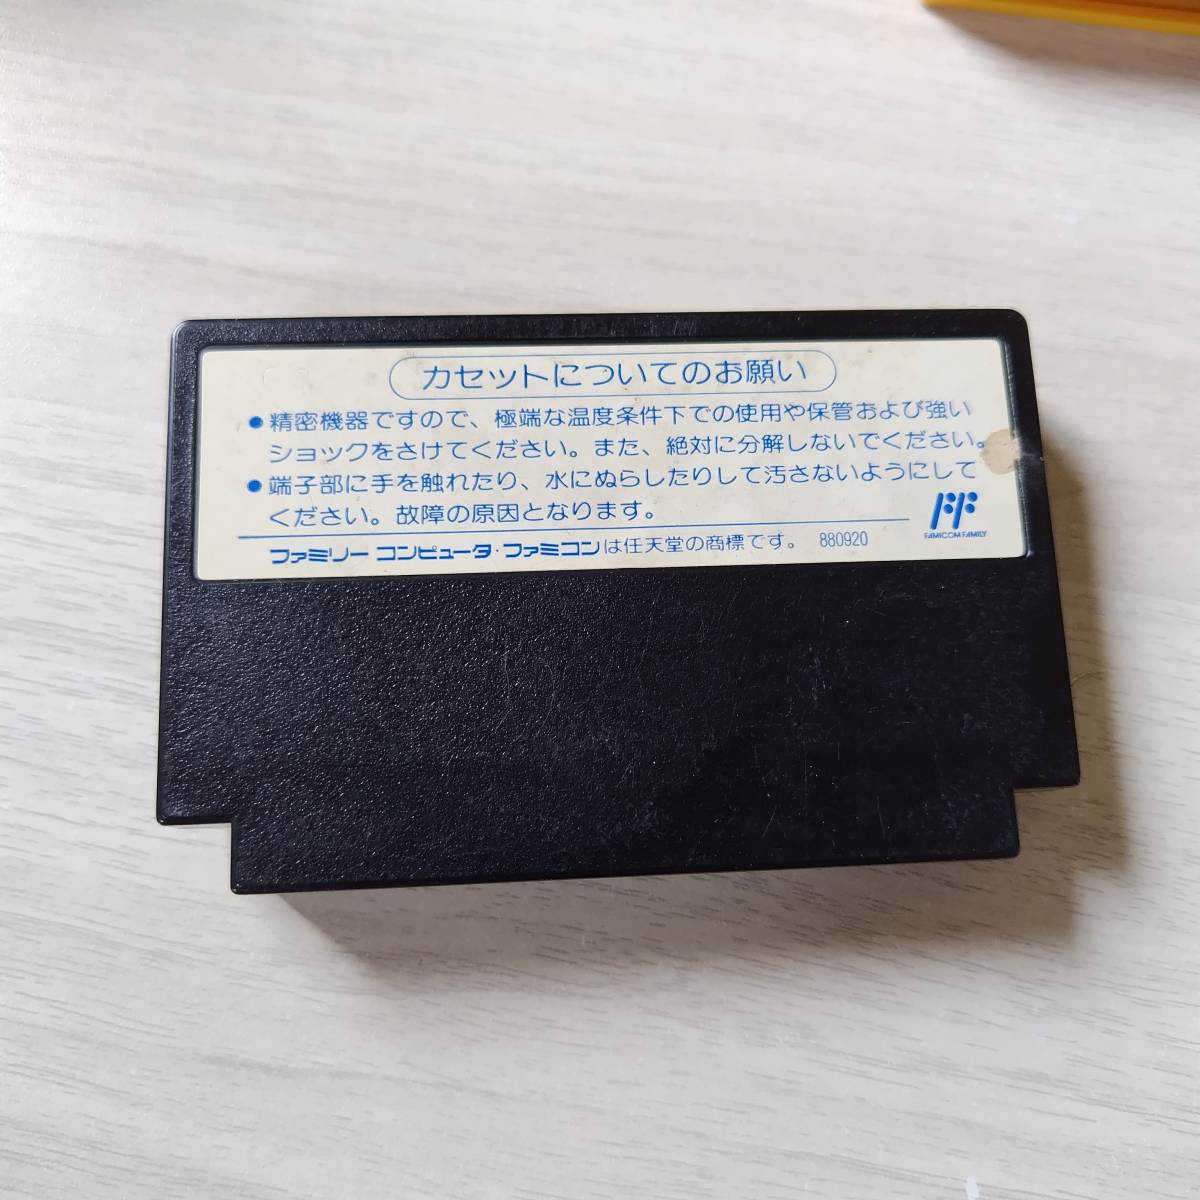 カセットについてのお願い
●精密機器ですので、極端な温度条件下での使用や保管および強い
ショックをさけてください。また、絶対に分解しないでください。
●端子部に手を触れたり、水にぬらしたりして汚さないようにして
ください。故障の原因となります。
FAMICOM FAMILY
ファミリー コンピュータ・ファミコンは任天堂の商標です。 880920